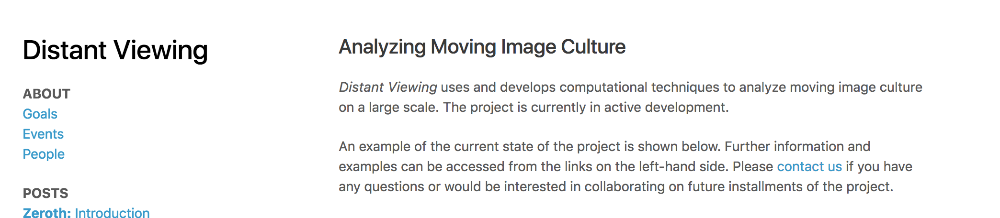 Distant Viewing
ABOUT
Goals
Events
People
POSTS
Zeroth: Introduction
Analyzing Moving Image Culture
Distant Viewing uses and develops computational techniques to analyze moving image culture
on a large scale. The project is currently in active development.
An example of the current state of the project is shown below. Further information and
examples can be accessed from the links on the left-hand side. Please contact us if you have
any questions or would be interested in collaborating on future installments of the project.